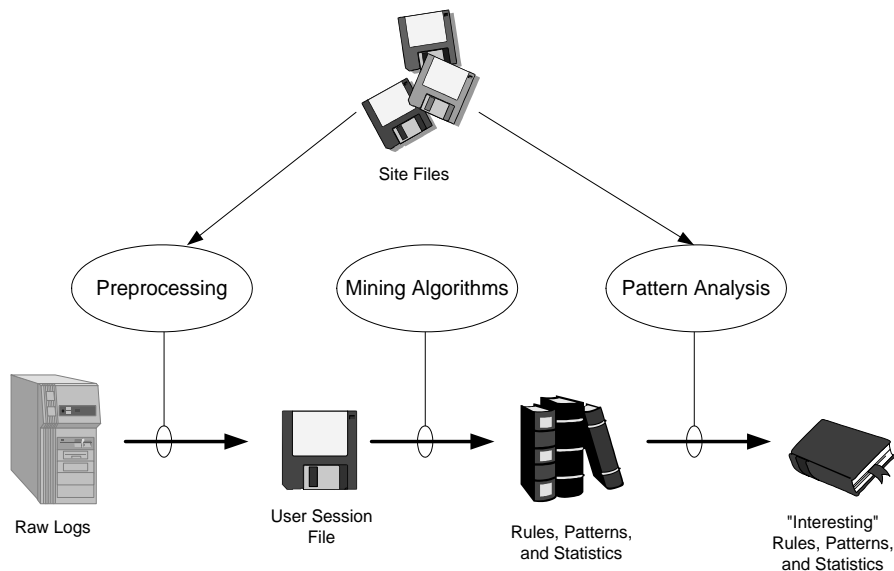 Site Files
Preprocessing
Mining Algorithms
Pattern Analysis
Raw Logs
User Session
File
Rules, Patterns,
and Statistics
"Interesting"
Rules, Patterns,
and Statistics